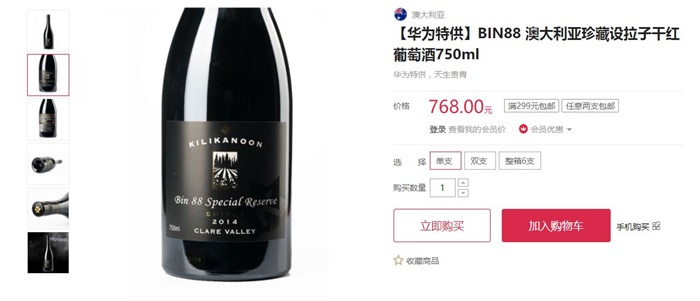 澳大利亚
【华为特供】BIN88 澳大利亚珍藏设拉子干红
葡萄酒750ml
华为特供，天生贵胄
价格 768.00元 满299元包邮 任意两支包邮
登录 查看我的会员价 会员优惠
选 择 单支 双支 整箱6支
购买数量 1
立即购买 加入购物车 手机购买
收藏商品
KILIKANOON
Bin 88 Special Reserve
SHIRAZ
2014
750ml CLARE VALLEY